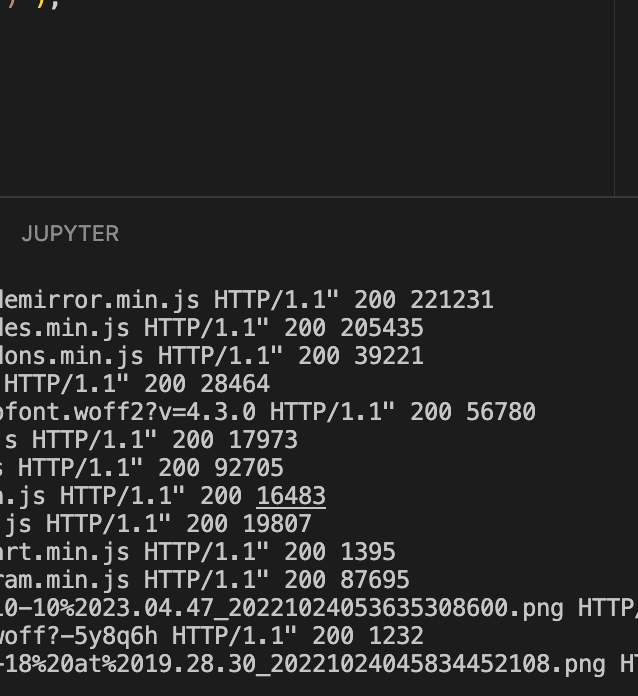 ) );
JUPYTER
demirror.min.js HTTP/1.1" 200 221231
les.min.js HTTP/1.1" 200 205435
dons.min.js HTTP/1.1" 200 39221
HTTP/1.1" 200 28464
ofont.woff2?v=4.3.0 HTTP/1.1" 200 56780
.s HTTP/1.1" 200 17973
s HTTP/1.1" 200 92705
n.js HTTP/1.1" 200 16483
.js HTTP/1.1" 200 19807
art.min.js HTTP/1.1" 200 1395
ram.min.js HTTP/1.1" 200 87695
10-10%2023.04.47_20221024053635308600.png HTTP/
woff?-5y8q6h HTTP/1.1" 200 1232
-18%20at%2019.28.30_20221024045834452108.png HT